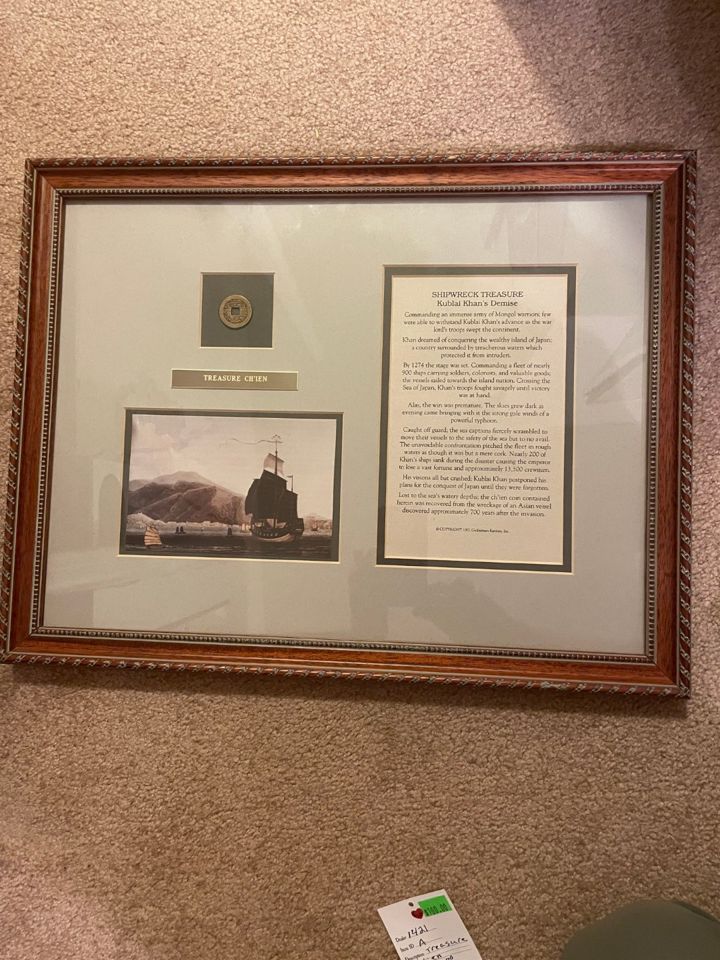 SHIPWRECK TREASURE
Kublai Khan's Demise
Commanding an immense army of Mongol warriors; few
were able to withstand Kublai Khan's advance as the war
lord's troops swept the continent.
Khan dreamed of conquering the wealthy island of Japan;
a country surrounded by treacherous waters which
protected it from intruders.
By 1274 the stage was set. Commanding a fleet of nearly
900 ships carrying soldiers, colonists, and valuable goods;
the vessels sailed towards the island nation. Crossing the
Sea of Japan, Khan's troops fought savagely until victory
was at hand.
Alas, the win was premature. The skies grew dark as
evening came bringing with it the strong gale winds of a
powerful typhoon.
Caught off guard; the sea captains fiercely scrambled to
move their vessels to the safety of the sea but to no avail.
The unavoidable confrontation pitched the fleet in rough
waters as though it was but a mere cork. Nearly 200 of
Khan's ships sank during the disaster causing the emperor
to lose a vast fortune and approximately 13,500 crewmen.
His visions all but crushed; Kublai Khan postponed his
plans for the conquest of Japan until they were forgotten.
Lost to the sea's watery depths; the ch'ien coin contained
herein was recovered from the wreckage of an Asian vessel
discovered approximately 700 years after the invasion.
©COPYRIGHT Inc.
TREASURE CH'IEN
$100.00
1421
Item ID A
Description Treasure